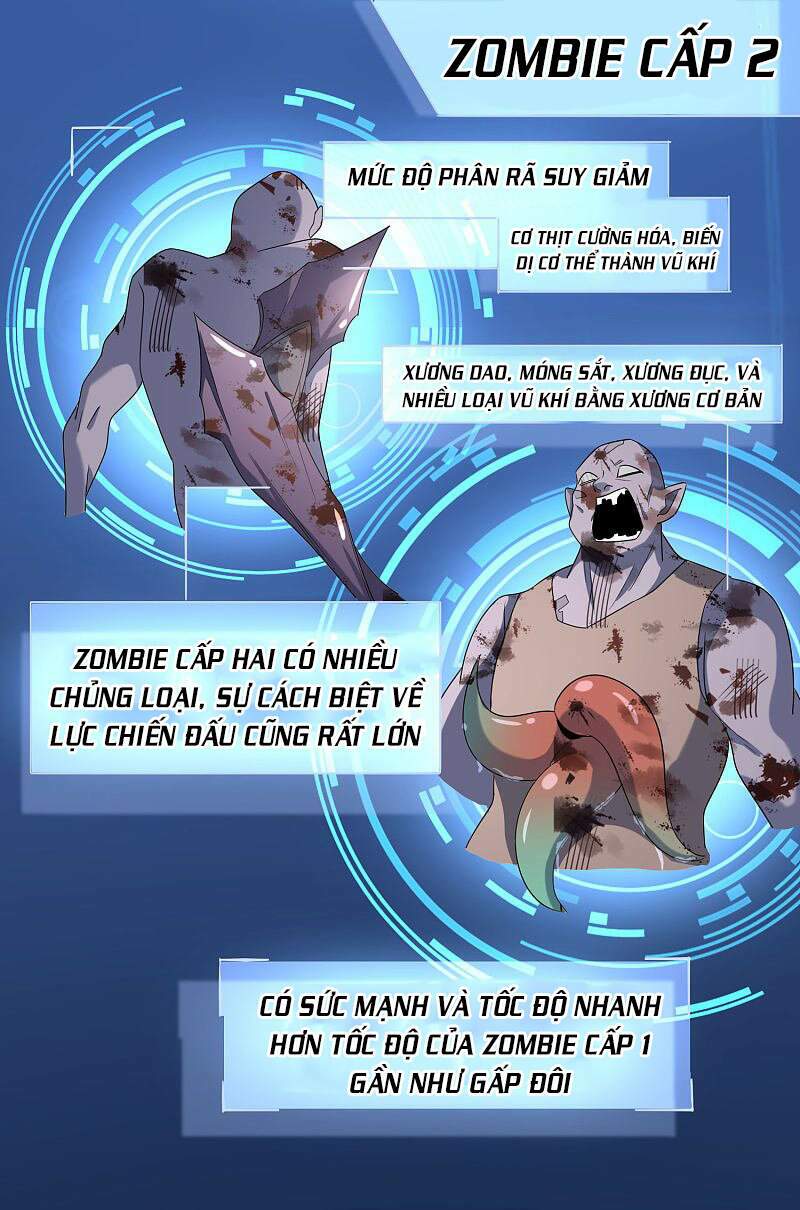 ZOMBIE CẤP 2
MỨC ĐỘ PHÂN RÃ SUY GIẢM
CƠ THỊT CƯỜNG HÓA, BIẾN
DỊ CƠ THỂ THÀNH VŨ KHÍ
XƯƠNG DAO, MÓNG SẮT, XƯƠNG ĐỤC, VÀ
NHIỀU LOẠI VŨ KHÍ BẰNG XƯƠNG CƠ BẢN
ZOMBIE CẤP HAI CÓ NHIỀU
CHỦNG LOẠI, SỰ CÁCH BIỆT VỀ
LỰC CHIẾN ĐẤU CŨNG RẤT LỚN
CÓ SỨC MẠNH VÀ TỐC ĐỘ NHANH
HƠN TỐC ĐỘ CỦA ZOMBIE CẤP 1
GẦN NHƯ GẤP ĐÔI